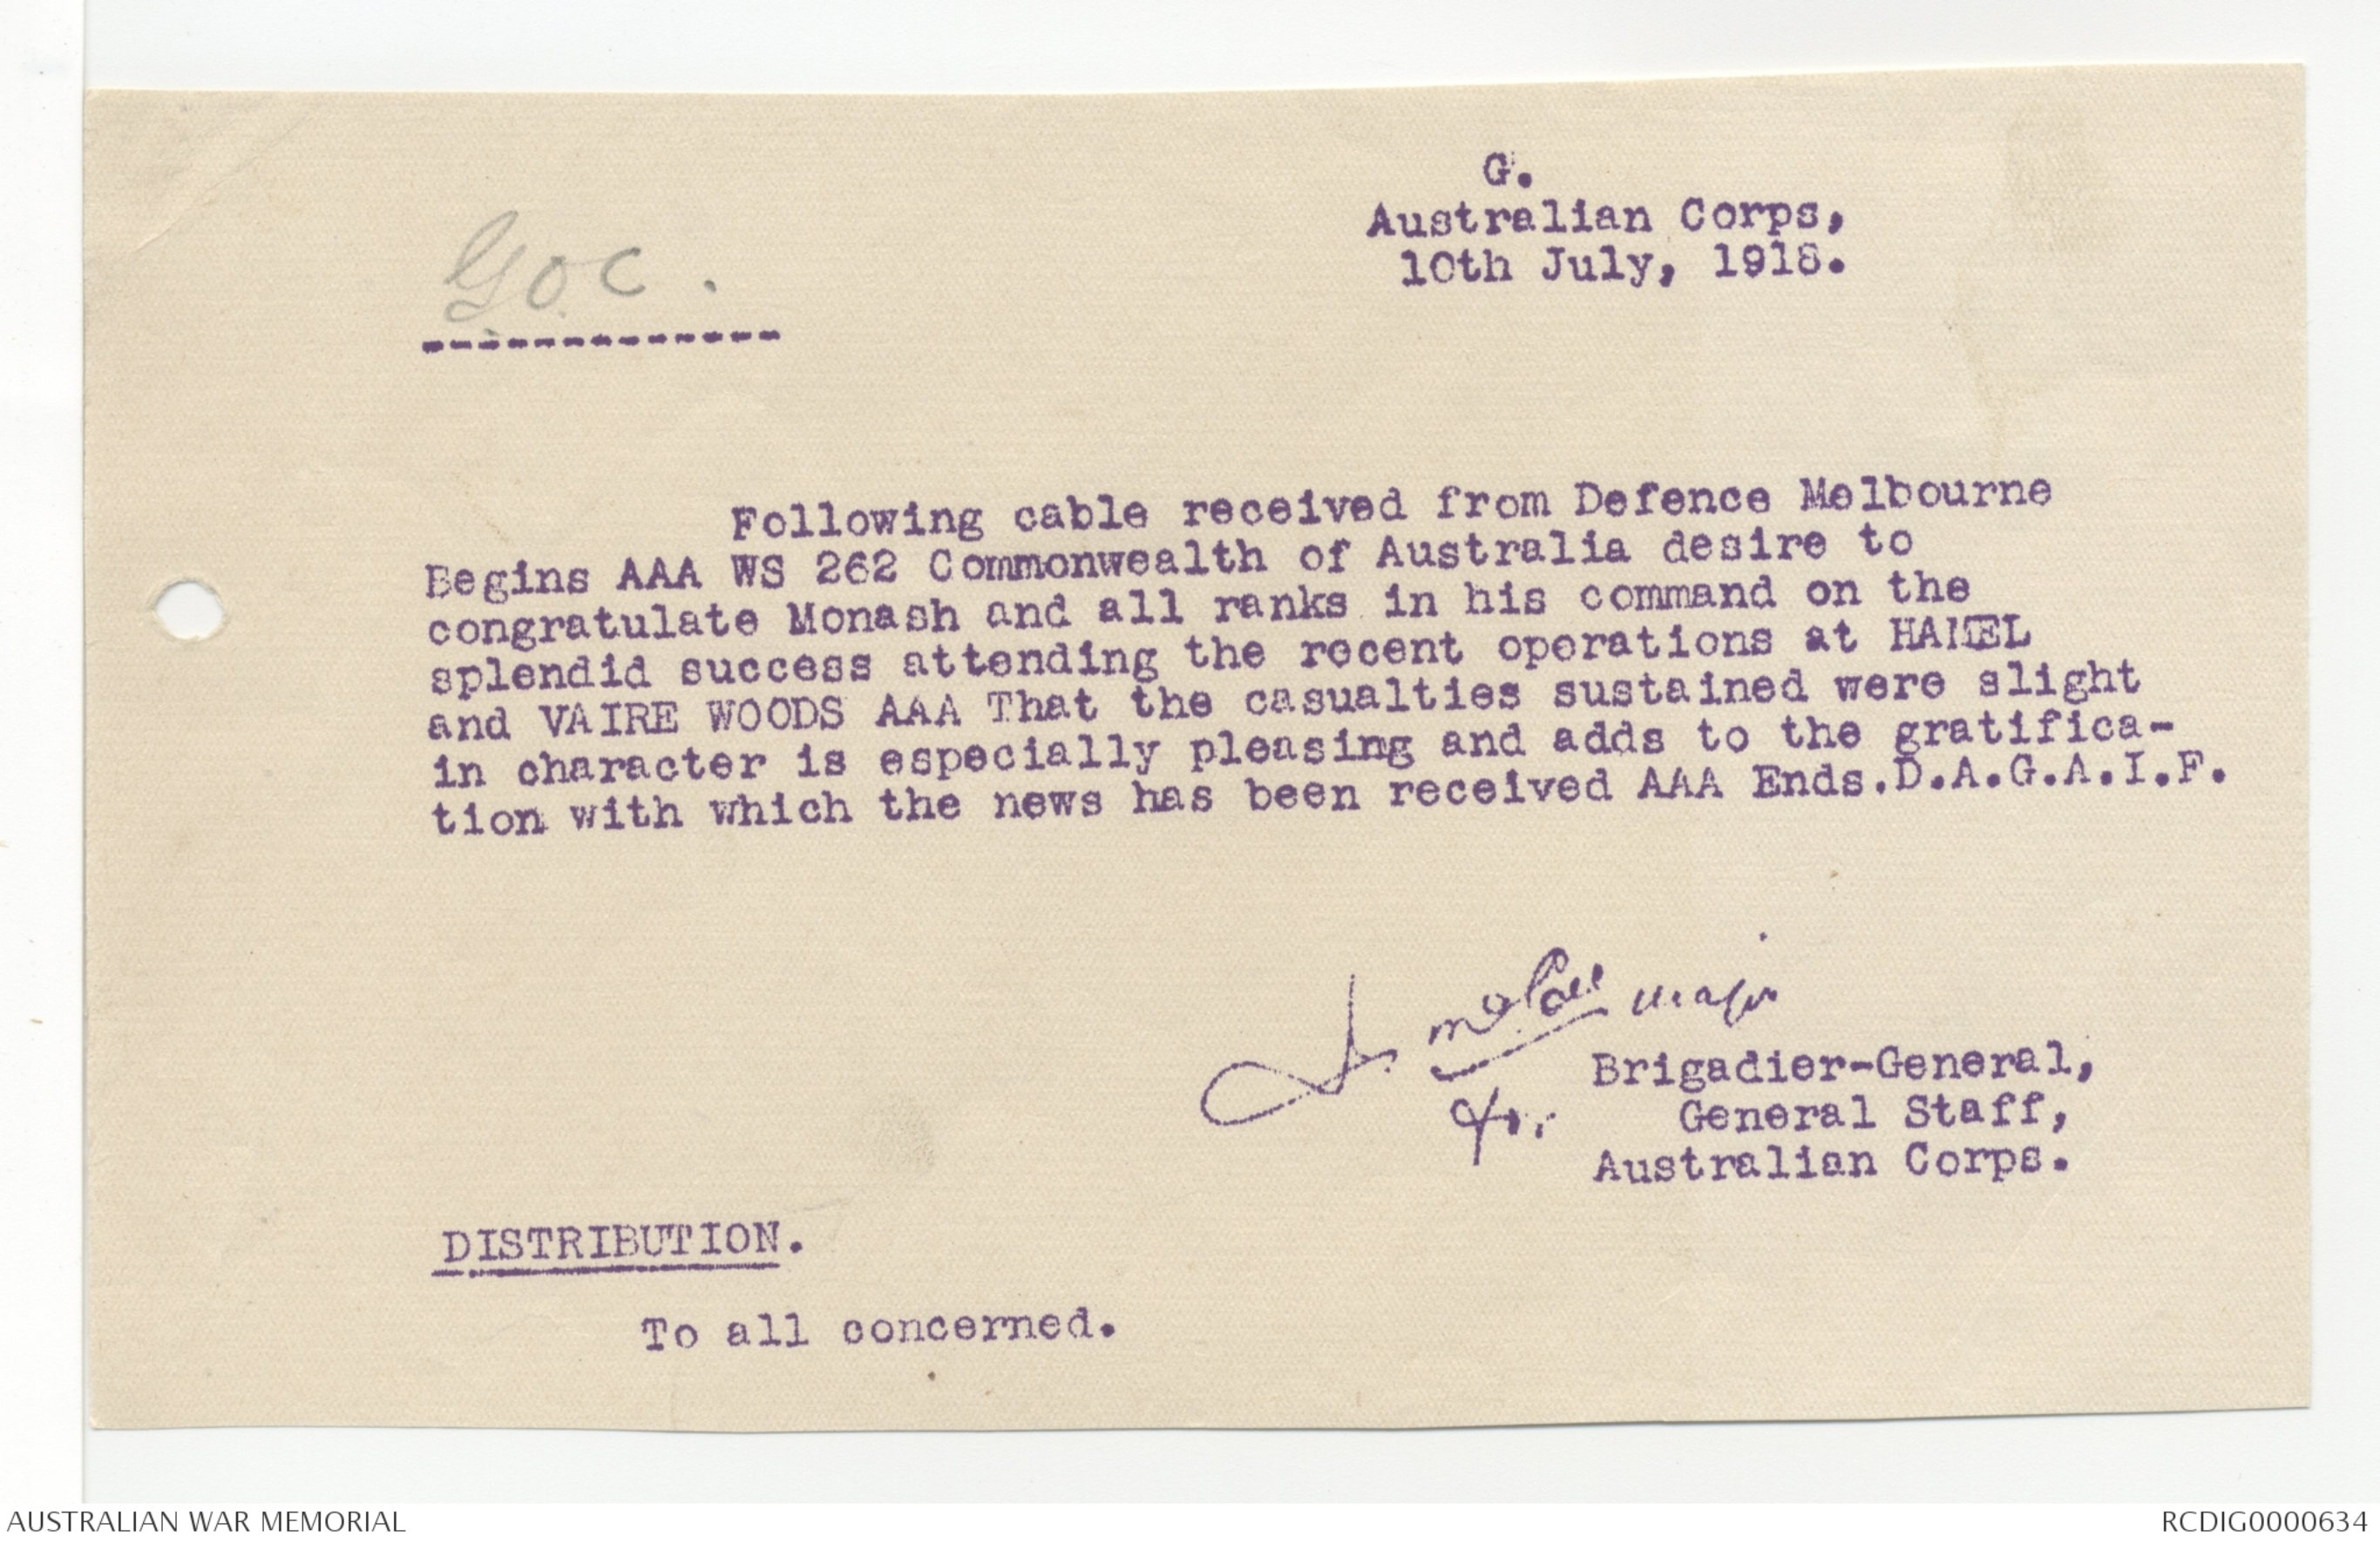 G.
Australian Corps,
10th July, 1918.
GOC.
Following cable received from Defence Melbourne
Begins AAA WS 262 Commonwealth of Australia desire to
congratulate Monash and all ranks in his command on the
splendid success attending the recent operations at HAMEL
and VAIRE WOODS AAA That the casualties sustained were slight
in character is especially pleasing and adds to the gratifica-
tion with which the news has been received AAA Ends.D.A.G.A.I.F.
Major
Brigadier-General,
for General Staff,
Australian Corps.
DISTRIBUTION.
To all concerned.
AUSTRALIAN WAR MEMORIAL
RCDIG0000634